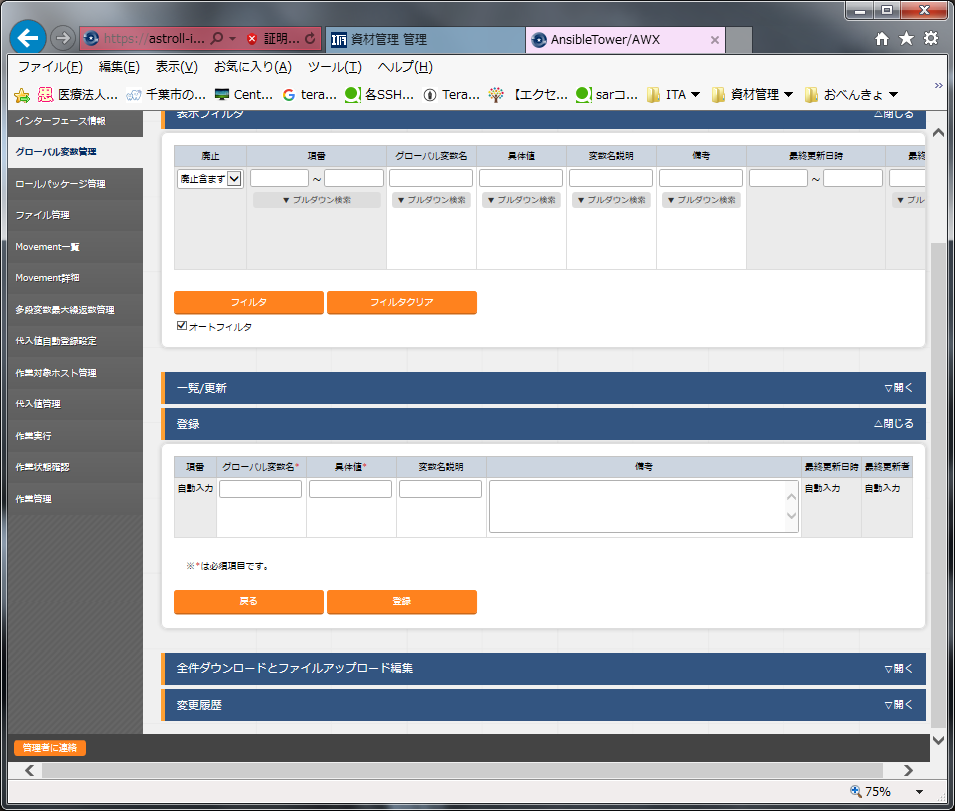 https://astroll-i...
証明...
資材管理 管理
AnsibleTower/AWX
ファイル(F) 編集(E) 表示(V) お気に入り(A) ツール(T) ヘルプ(H)
医療法人... 千葉市の... Cent... tera... 各SSH... Tera... 【エクセ... sarコ... ITA ▼ 資材管理 ▼ おべんきょ ▼ »
インターフェース情報
グローバル変数管理
ロールパッケージ管理
ファイル管理
Movement一覧
Movement詳細
多段変数最大繰返数管理
代入値自動登録設定
作業対象ホスト管理
代入値管理
作業実行
作業状態確認
作業管理
表示フィルタ △閉じる
廃止 項番 グローバル変数名 具体値 変数名説明 備考 最終更新日時 最終
廃止含まず ～ ～
▼プルダウン検索 ▼プルダウン検索 ▼プルダウン検索 ▼プルダウン検索 ▼プルダウン検索 ▼プル
フィルタ フィルタクリア
オートフィルタ
一覧/更新 ▽開く
登録 △閉じる
項番 グローバル変数名* 具体値* 変数名説明 備考 最終更新日時 最終更新者
自動入力 自動入力 自動入力
※*は必須項目です。
戻る 登録
全件ダウンロードとファイルアップロード編集 ▽開く
変更履歴 ▽開く
管理者に連絡
75%